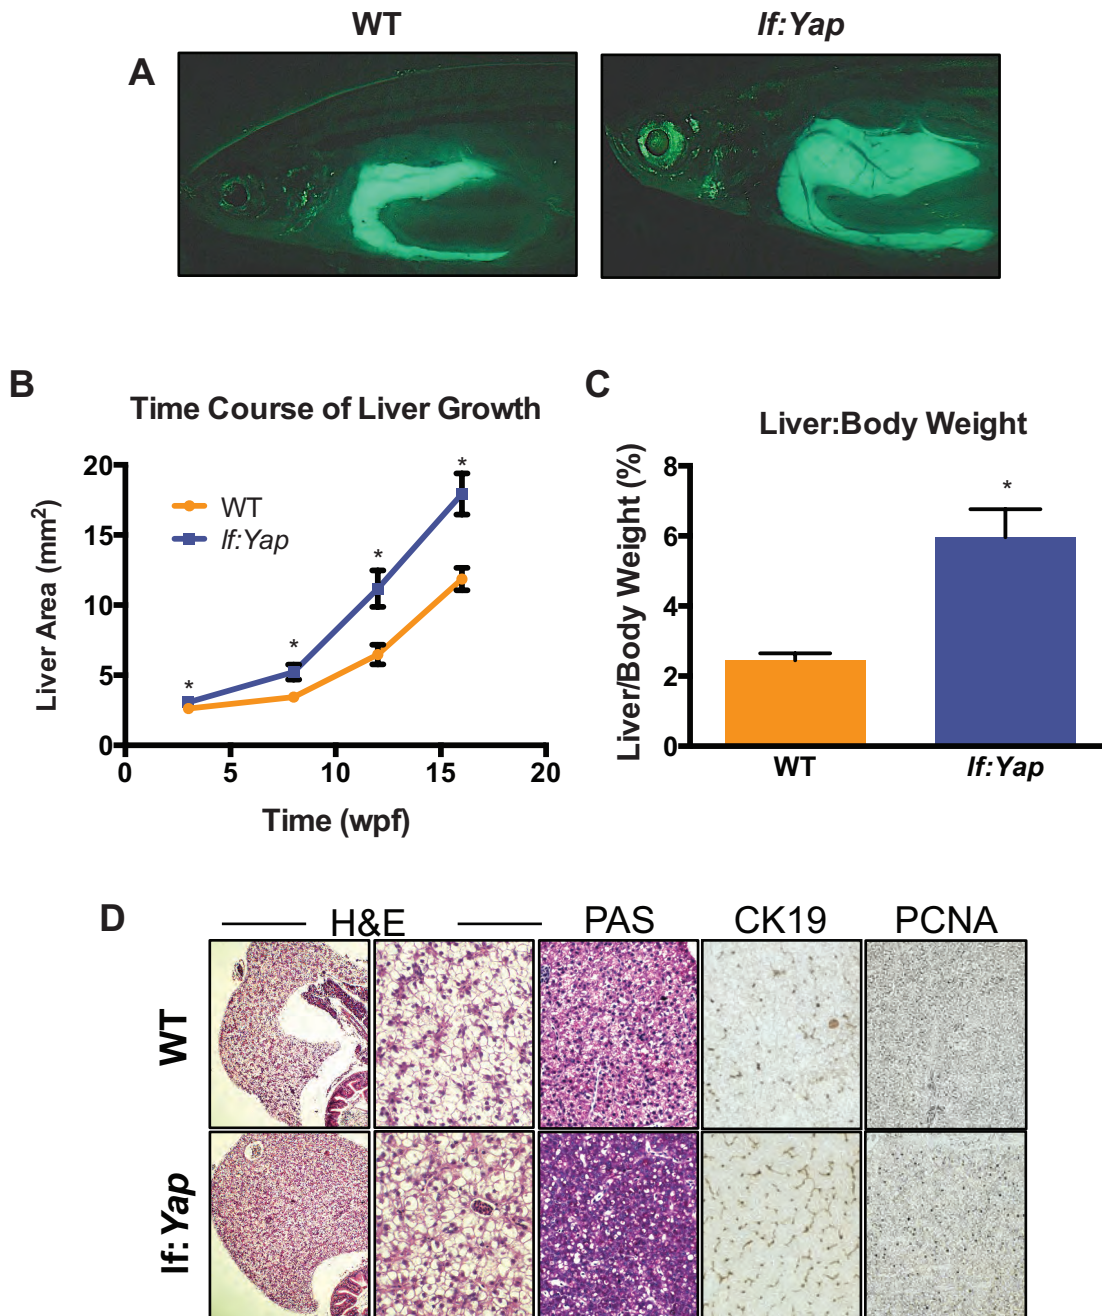 WT
lf:Yap
A
B
Time Course of Liver Growth
Liver Area (mm²)
20
15
10
5
0
WT
lf:Yap
*
*
*
*
0
5
10
15
20
Time (wpf)
C
Liver:Body Weight
Liver/Body Weight (%)
8
6
4
2
0
*
WT
lf:Yap
D
H&E
PAS
CK19
PCNA
WT
lf:Yap